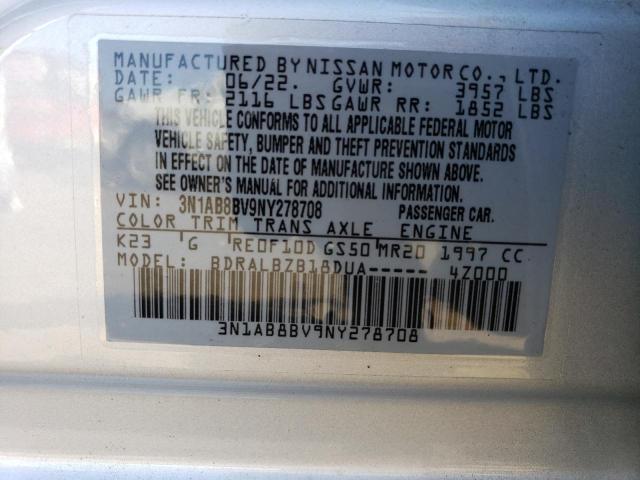 MANUFACTURED BY NISSAN MOTOR CO., LTD.
DATE: 06/22. GVWR: 3957 LBS
GAWR FR: 2116 LBS GAWR RR: 1852 LBS
THIS VEHICLE CONFORMS TO ALL APPLICABLE FEDERAL MOTOR
VEHICLE SAFETY, BUMPER AND THEFT PREVENTION STANDARDS
IN EFFECT ON THE DATE OF MANUFACTURE SHOWN ABOVE.
SEE OWNER'S MANUAL FOR ADDITIONAL INFORMATION.
VIN: 3N1AB8BV9NY278708 PASSENGER CAR.
COLOR TRIM TRANS AXLE ENGINE
K23 'G RE0F10D GS50 MR20 1997 CC
MODEL: BDRALBZB18DUA----- 4Z000
3N1AB8BV9NY278708